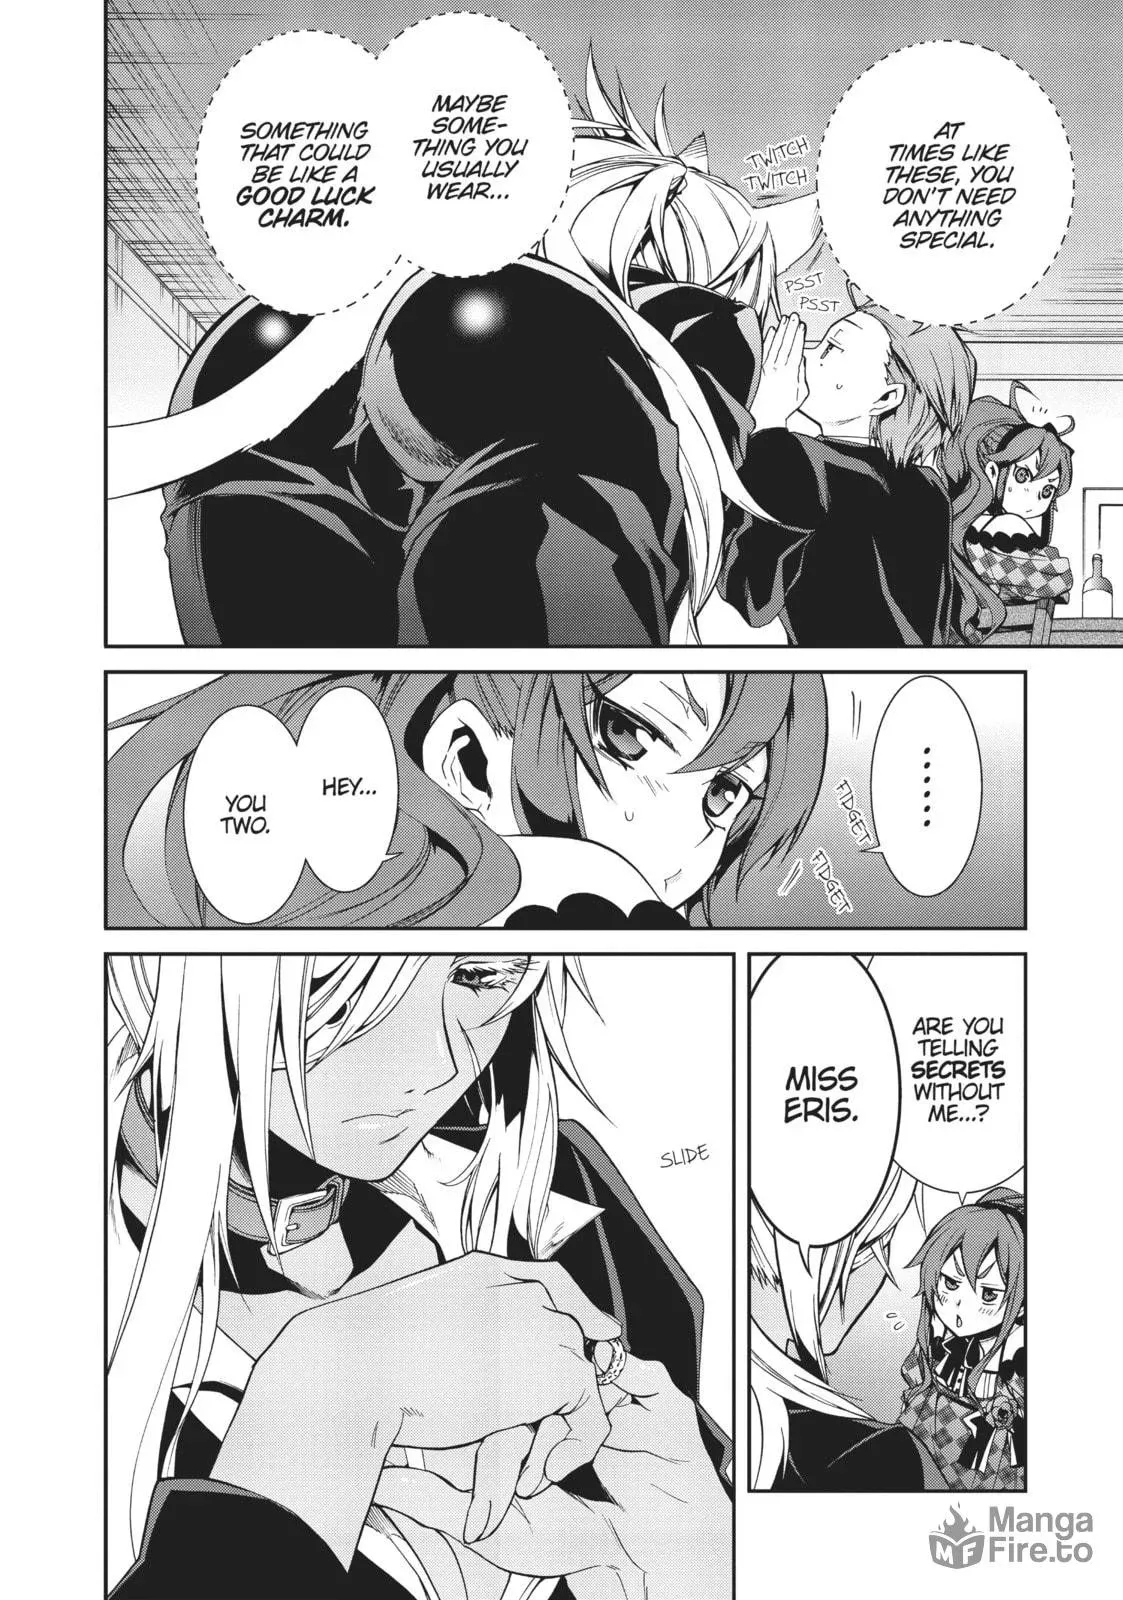 AT
TIMES LIKE
THESE, YOU
DON'T NEED
ANYTHING
SPECIAL.
TWITCH
TWITCH
PSST
PSST
MAYBE
SOME-
THING YOU
USUALLY
WEAR...
SOMETHING
THAT COULD
BE LIKE A
GOOD LUCK
CHARM.
......
FIDGET
FIDGET
HEY...
YOU
TWO.
ARE YOU
TELLING
SECRETS
WITHOUT
ME...?
MISS
ERIS.
SLIDE
MF
Manga
Fire.to